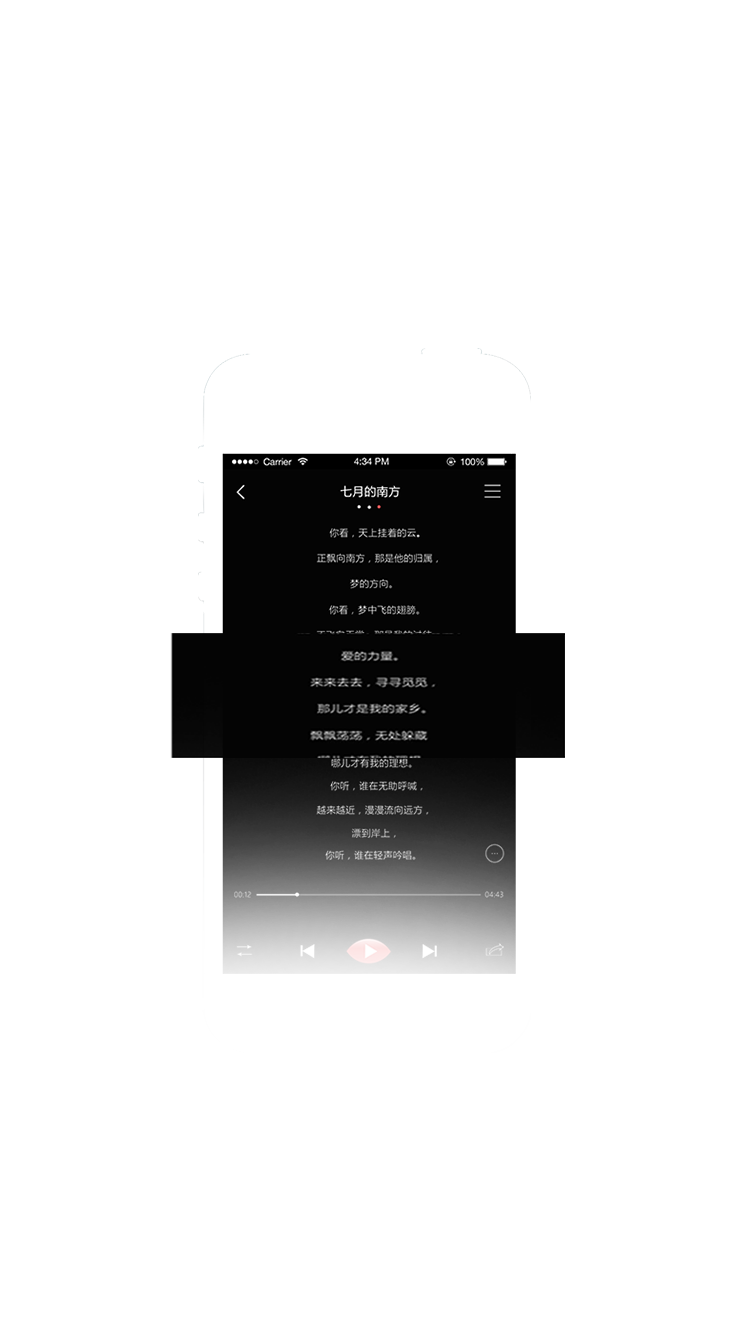 Carrier 4:34 PM 100%
七月的南方
你看，天上挂着的云。
正飘向南方，那是他的归属，
梦的方向。
你看，梦中飞的翅膀。
爱的力量。
来来去去，寻寻觅觅，
那儿才是我的家乡。
飘飘荡荡，无处躲藏
哪儿才有我的理想。
你听，谁在无助呼喊，
越来越近，漫漫流向远方，
漂到岸上，
你听，谁在轻声吟唱。
00:12 04:43